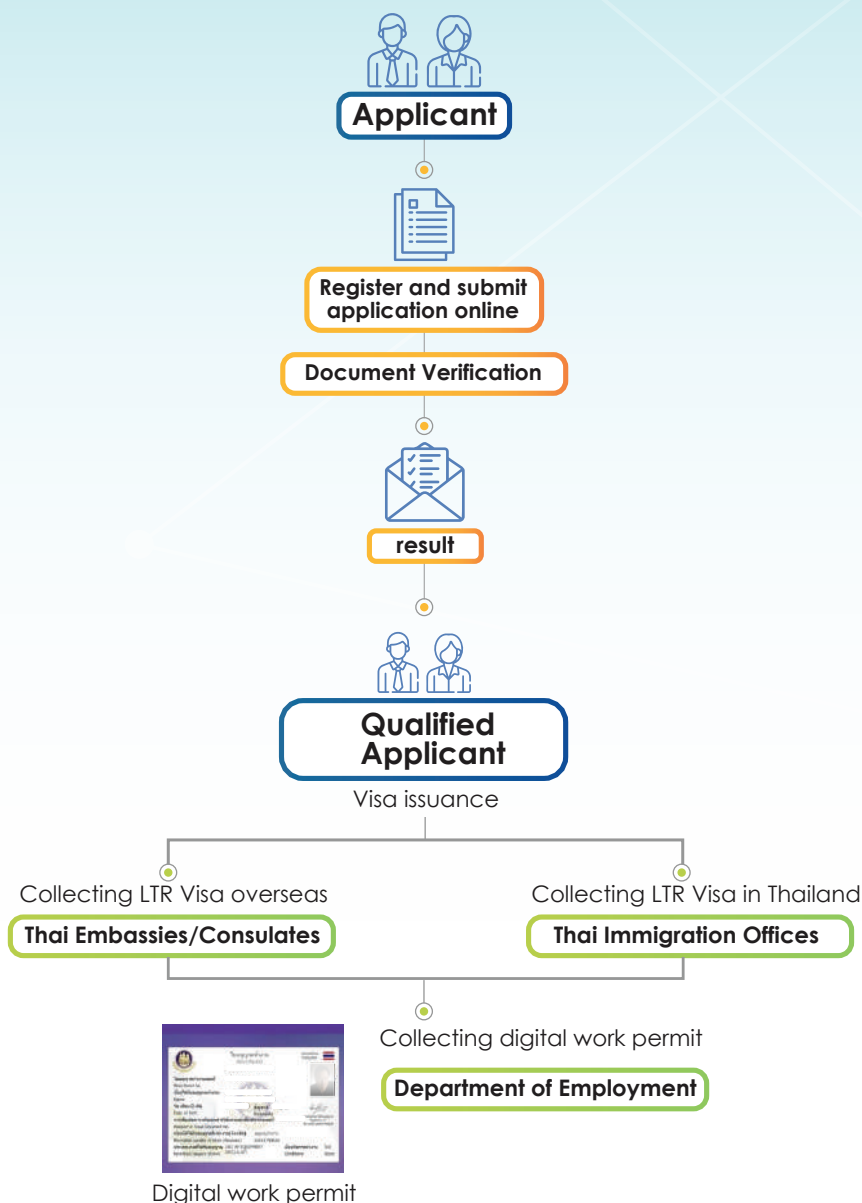 Applicant
Register and submit
application online
Document Verification
result
Qualified
Applicant
Visa issuance
Collecting LTR Visa overseas
Collecting LTR Visa in Thailand
Thai Embassies/Consulates
Thai Immigration Offices
Collecting digital work permit
Department of Employment
Digital work permit